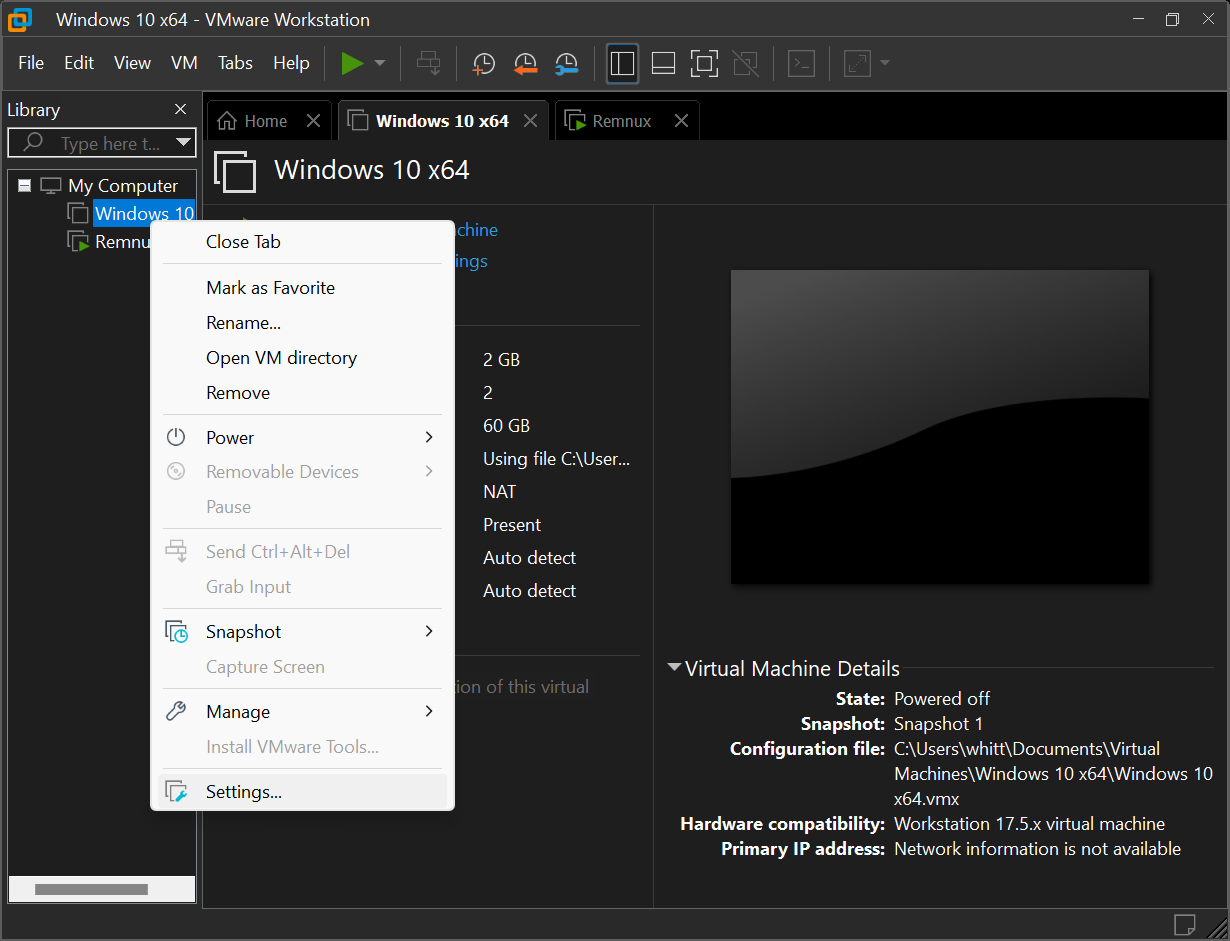 Windows 10 x64 - VMware Workstation
File Edit View VM Tabs Help
Library
Type here t...
My Computer
Windows 10
Remnu
Home
Windows 10 x64
Remnux
Windows 10 x64
Close Tab
Mark as Favorite
Rename...
Open VM directory
Remove
Power
Removable Devices
Pause
Send Ctrl+Alt+Del
Grab Input
Snapshot
Capture Screen
Manage
Install VMware Tools...
Settings...
chine
ings
2 GB
2
60 GB
Using file C:\User...
NAT
Present
Auto detect
Auto detect
ion of this virtual
Virtual Machine Details
State: Powered off
Snapshot: Snapshot 1
Configuration file: C:\Users\whitt\Documents\Virtual
Machines\Windows 10 x64\Windows 10
x64.vmx
Hardware compatibility: Workstation 17.5.x virtual machine
Primary IP address: Network information is not available